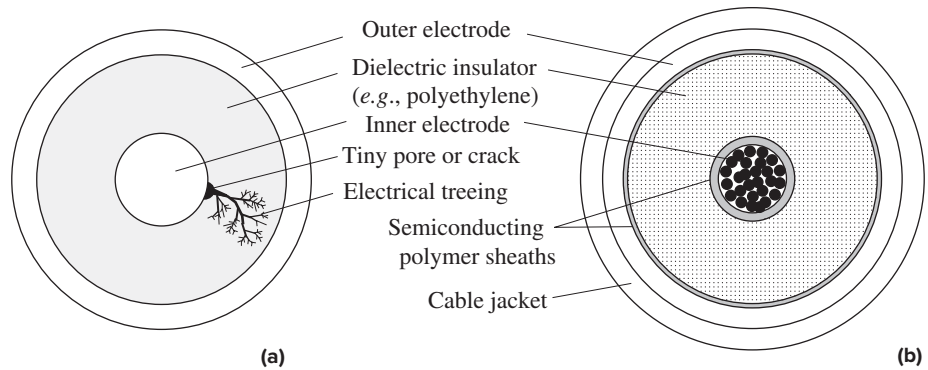 Outer electrode
Dielectric insulator
(e.g., polyethylene)
Inner electrode
Tiny pore or crack
Electrical treeing
Semiconducting
polymer sheaths
Cable jacket
(a)
(b)